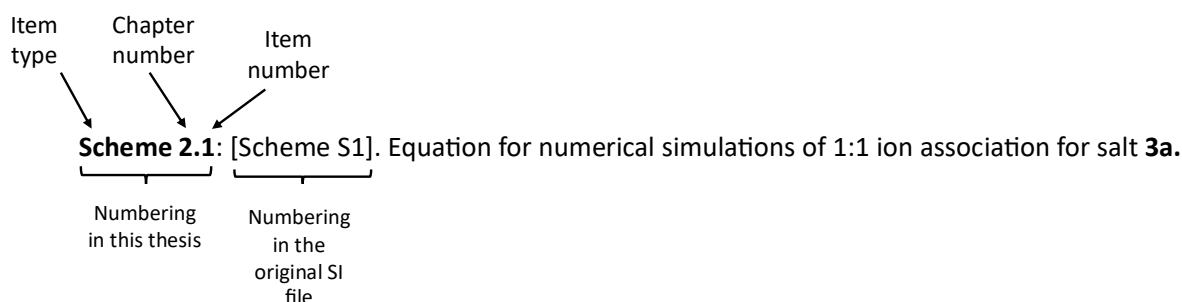 Item
type
Chapter
number
Item
number
Scheme 2.1: [Scheme S1]. Equation for numerical simulations of 1:1 ion association for salt 3a.
Numbering
in this thesis
Numbering
in the
original SI
file